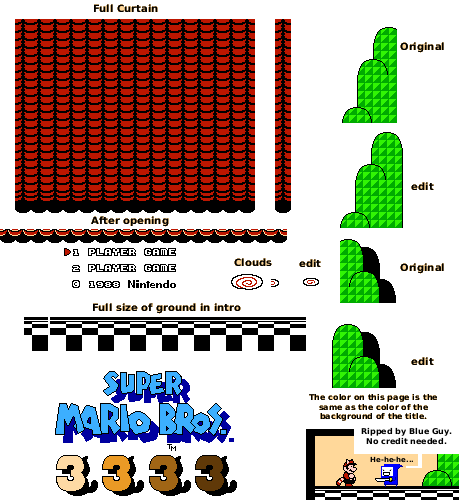 Full Curtain
Original
edit
After opening
1 PLAYER GAME
2 PLAYER GAME
© 1988 Nintendo
Clouds
edit
Original
Full size of ground in intro
edit
SUPER
MARIO BROS.
TM
3 3 3 3
The color on this page is the
same as the color of the
background of the title.
Ripped by Blue Guy.
No credit needed.
He-he-he...